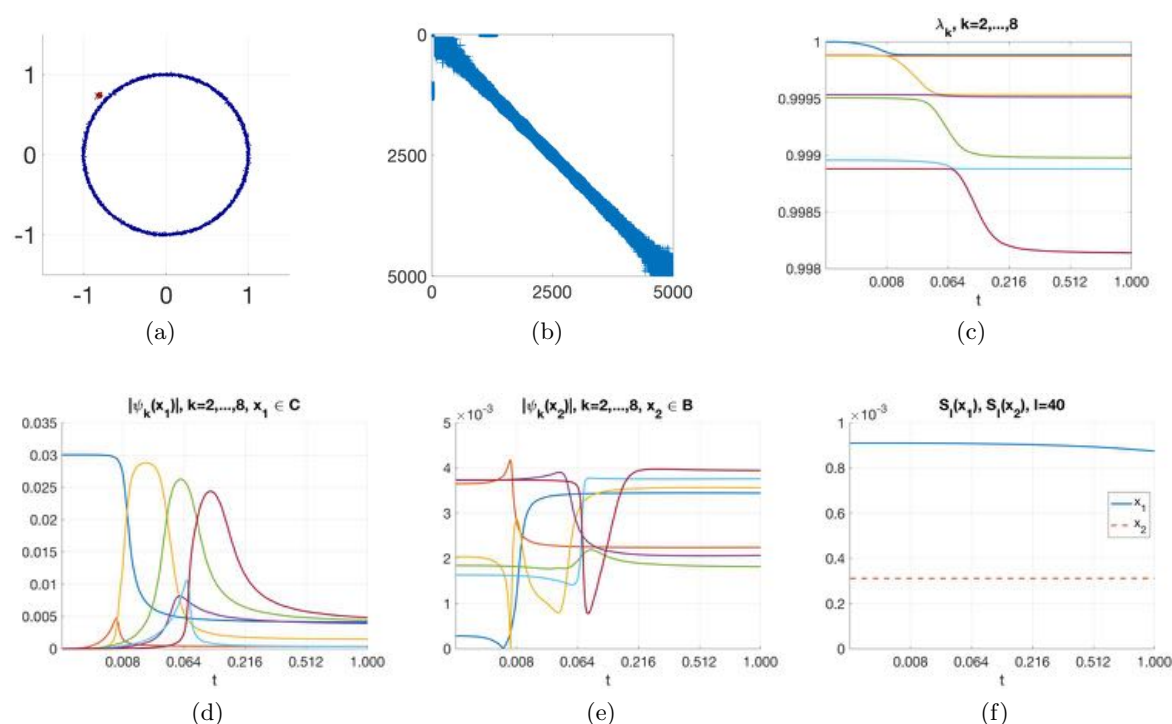 1
0
-1
-1 0 1
(a)
0
2500
5000
0 2500 5000
(b)
λ_k, k=2,...,8
1
0.9995
0.999
0.9985
0.998
0.008 0.064 0.216 0.512 1.000
t
(c)
|ψ_k(x_1)|, k=2,...,8, x_1 ∈ C
0.035
0.03
0.025
0.02
0.015
0.01
0.005
0
0.008 0.064 0.216 0.512 1.000
t
(d)
×10^-3
|ψ_k(x_2)|, k=2,...,8, x_2 ∈ B
5
4
3
2
1
0
0.008 0.064 0.216 0.512 1.000
t
(e)
×10^-3
S_l(x_1), S_l(x_2), l=40
1
0.8
0.6
0.4
0.2
0
x_1
x_2
0.008 0.064 0.216 0.512 1.000
t
(f)